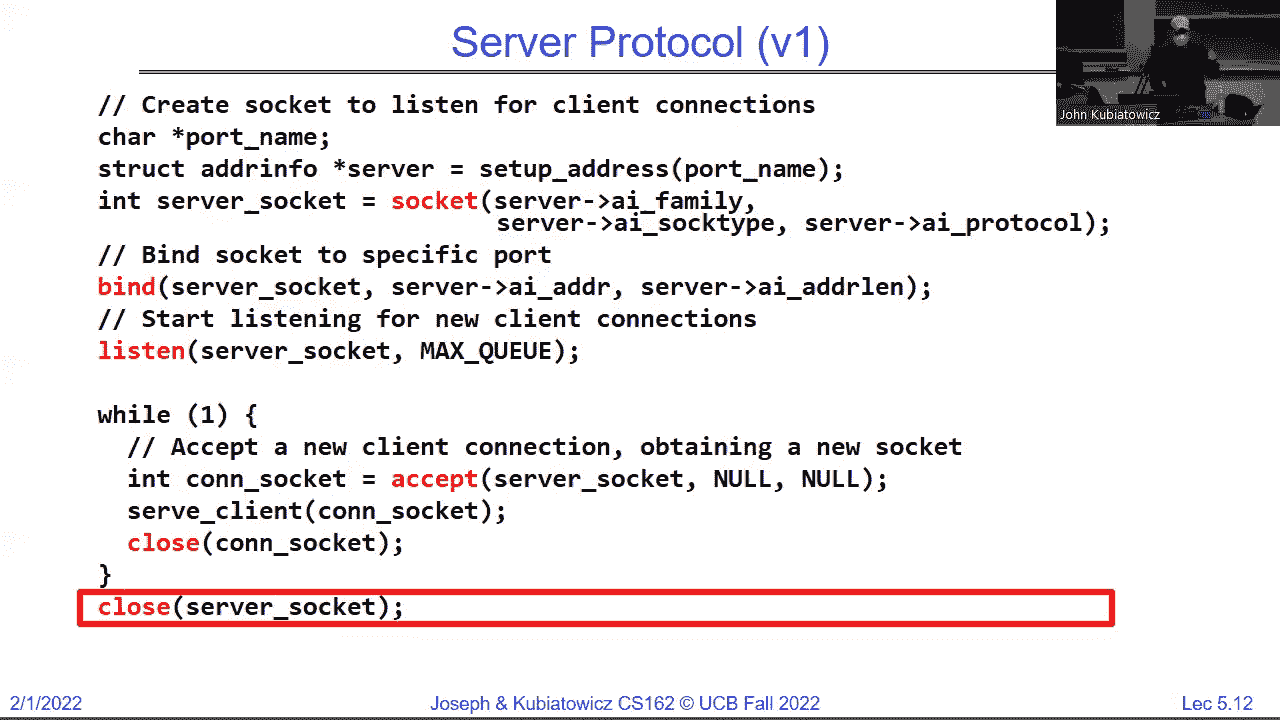 Server Protocol (v1)
John Kubiatowicz
// Create socket to listen for client connections
char *port_name;
struct addrinfo *server = setup_address(port_name);
int server_socket = socket(server->ai_family,
server->ai_socktype, server->ai_protocol);
// Bind socket to specific port
bind(server_socket, server->ai_addr, server->ai_addrlen);
// Start listening for new client connections
listen(server_socket, MAX_QUEUE);
while (1) {
// Accept a new client connection, obtaining a new socket
int conn_socket = accept(server_socket, NULL, NULL);
serve_client(conn_socket);
close(conn_socket);
}
close(server_socket);
2/1/2022
Joseph & Kubiatowicz CS162 © UCB Fall 2022
Lec 5.12